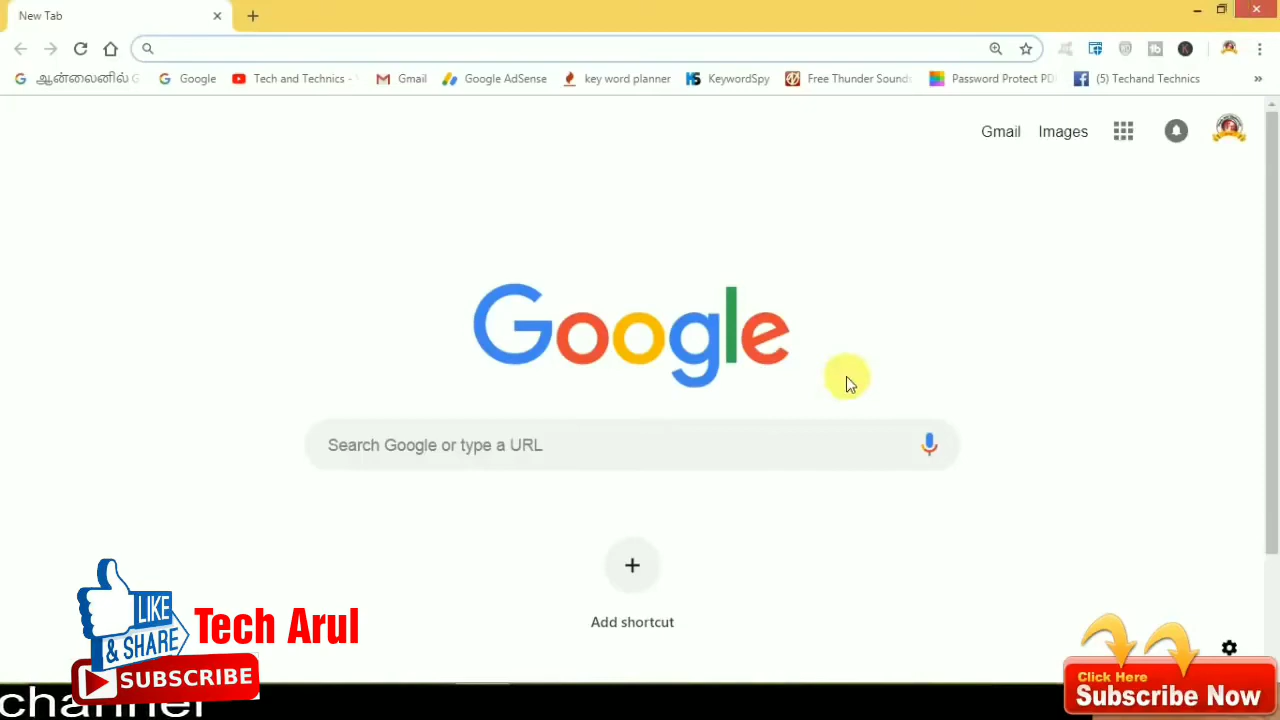 New Tab
ஆன்லைனில்
Google
Tech and Technics -
Gmail
Google AdSense
key word planner
KeywordSpy
Free Thunder Sound
Password Protect PD
(5) Techand Technics
»
Gmail
Images
Google
Search Google or type a URL
Add shortcut
LIKE
& SHARE
Tech Arul
SUBSCRIBE
Click Here
Subscribe Now
channel